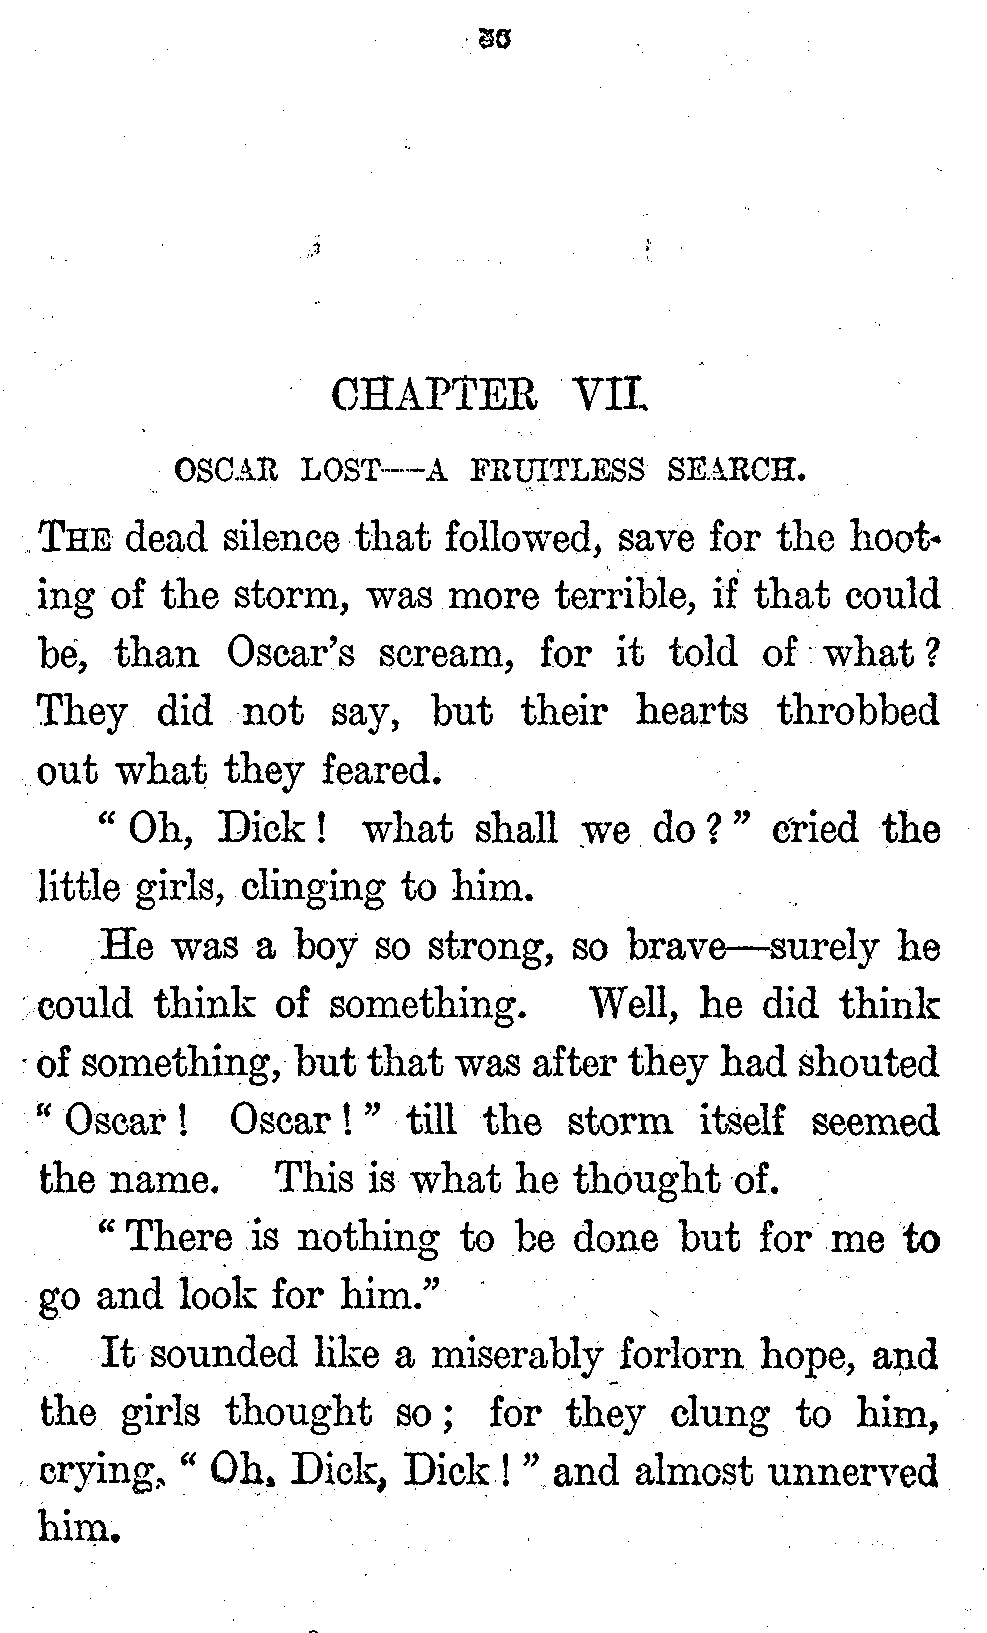 CHAPTER VII.
OSCAR LOST—A FRUITLESS SEARCH.
THE dead silence that followed, save for the hoot-
ing of the storm, was more terrible, if that could
be, than Oscar's scream, for it told of what?
They did not say, but their hearts throbbed
out what they feared.
"Oh, Dick! what shall we do?" cried the
little girls, clinging to him.
He was a boy so strong, so brave—surely he
could think of something. Well, he did think
of something, but that was after they had shouted
"Oscar! Oscar!" till the storm itself seemed
the name. This is what he thought of.
"There is nothing to be done but for me to
go and look for him."
It sounded like a miserably forlorn hope, and
the girls thought so; for they clung to him,
crying, "Oh, Dick, Dick!" and almost unnerved
him.